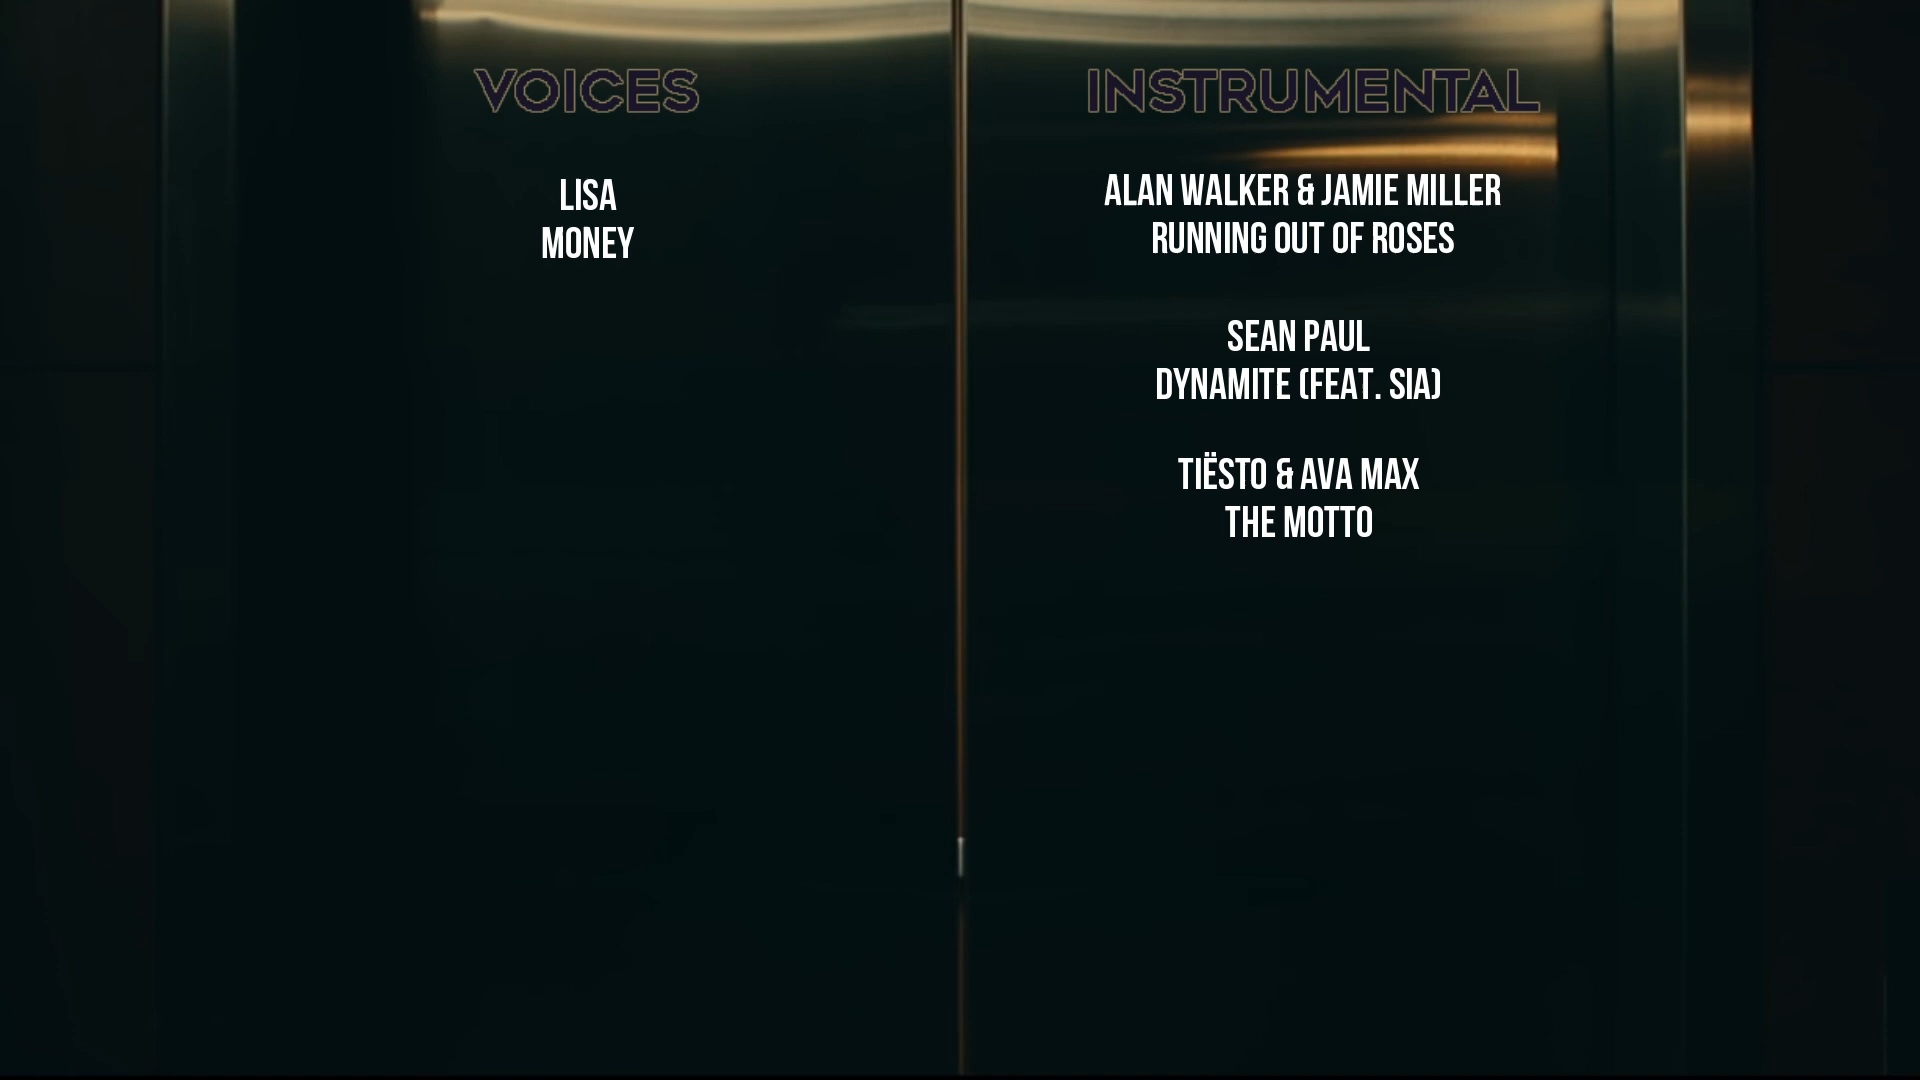 VOICES
LISA
MONEY
INSTRUMENTAL
ALAN WALKER & JAMIE MILLER
RUNNING OUT OF ROSES
SEAN PAUL
DYNAMITE (FEAT. SIA)
TIËSTO & AVA MAX
THE MOTTO